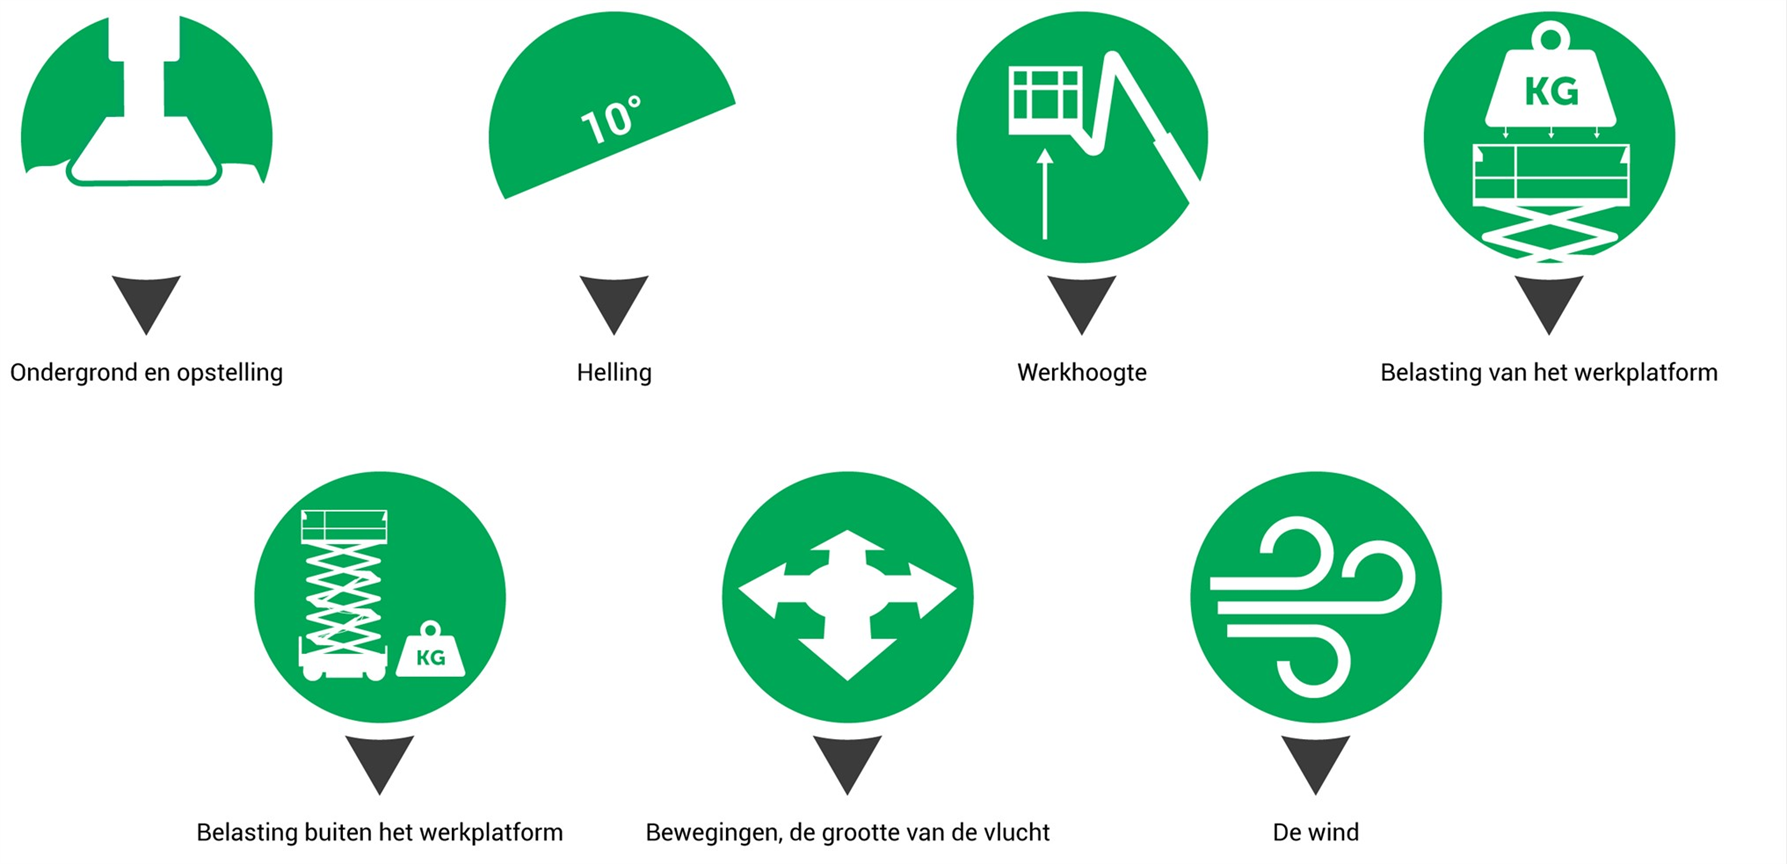 10°
KG
Ondergrond en opstelling
Helling
Werkhoogte
Belasting van het werkplatform
KG
Belasting buiten het werkplatform
Bewegingen, de grootte van de vlucht
De wind